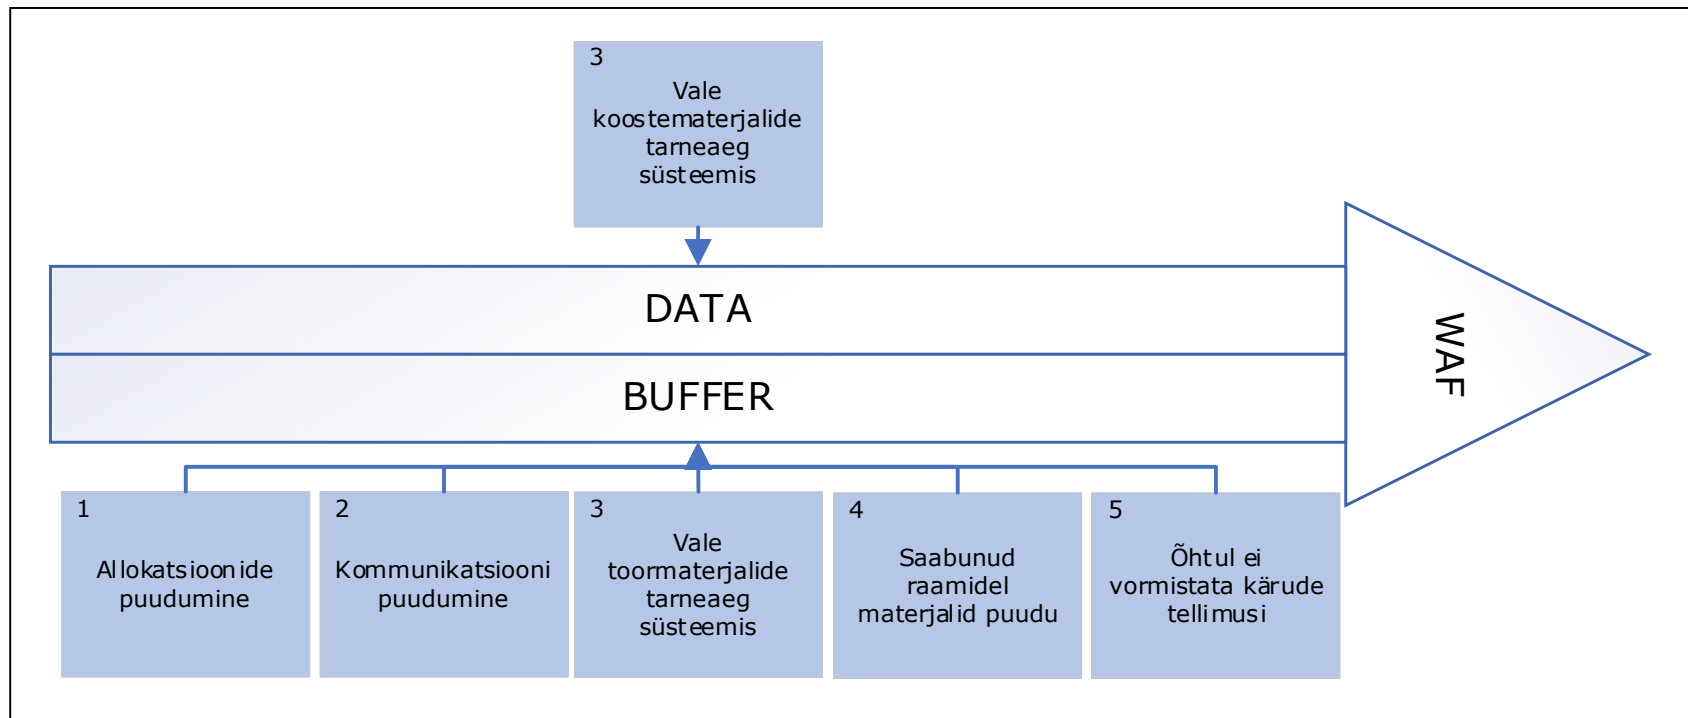 3
Vale
koostematerjalide
tarneaeg
süsteemis
DATA
BUFFER
WAF
1
Allokatsioonide
puudumine
2
Kommunikatsiooni
puudumine
3
Vale
toormaterjalide
tarneaeg
süsteemis
4
Saabunud
raamidel
materjalid puudu
5
Õhtul ei
vormistata kärude
tellimusi